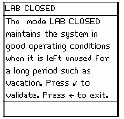 LAB CLOSED
The mode LAB CLOSED
maintains the system in
good operating conditions
when it is left unused for
a long period such as
vacation. Press ↙ to
validate. Press ← to exit.